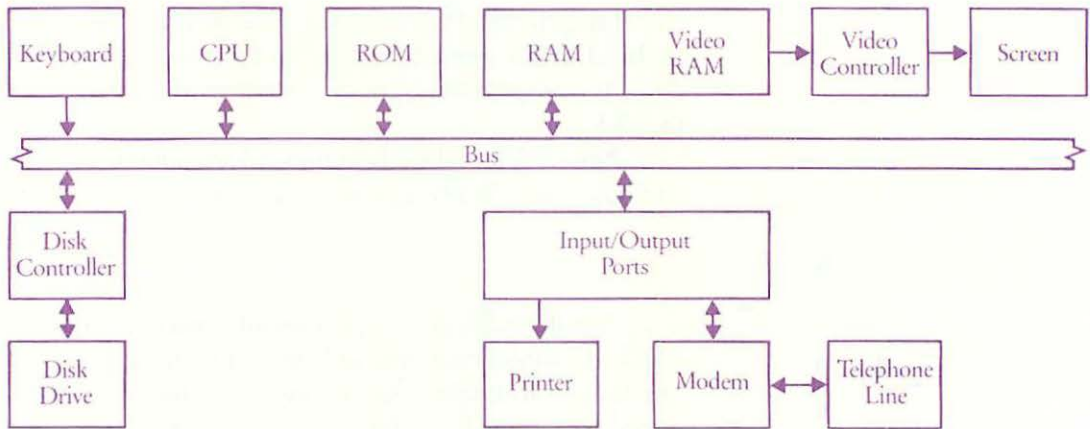 Keyboard
CPU
ROM
RAM
Video
RAM
Video
Controller
Screen
Bus
Disk
Controller
Input/Output
Ports
Disk
Drive
Printer
Modem
Telephone
Line